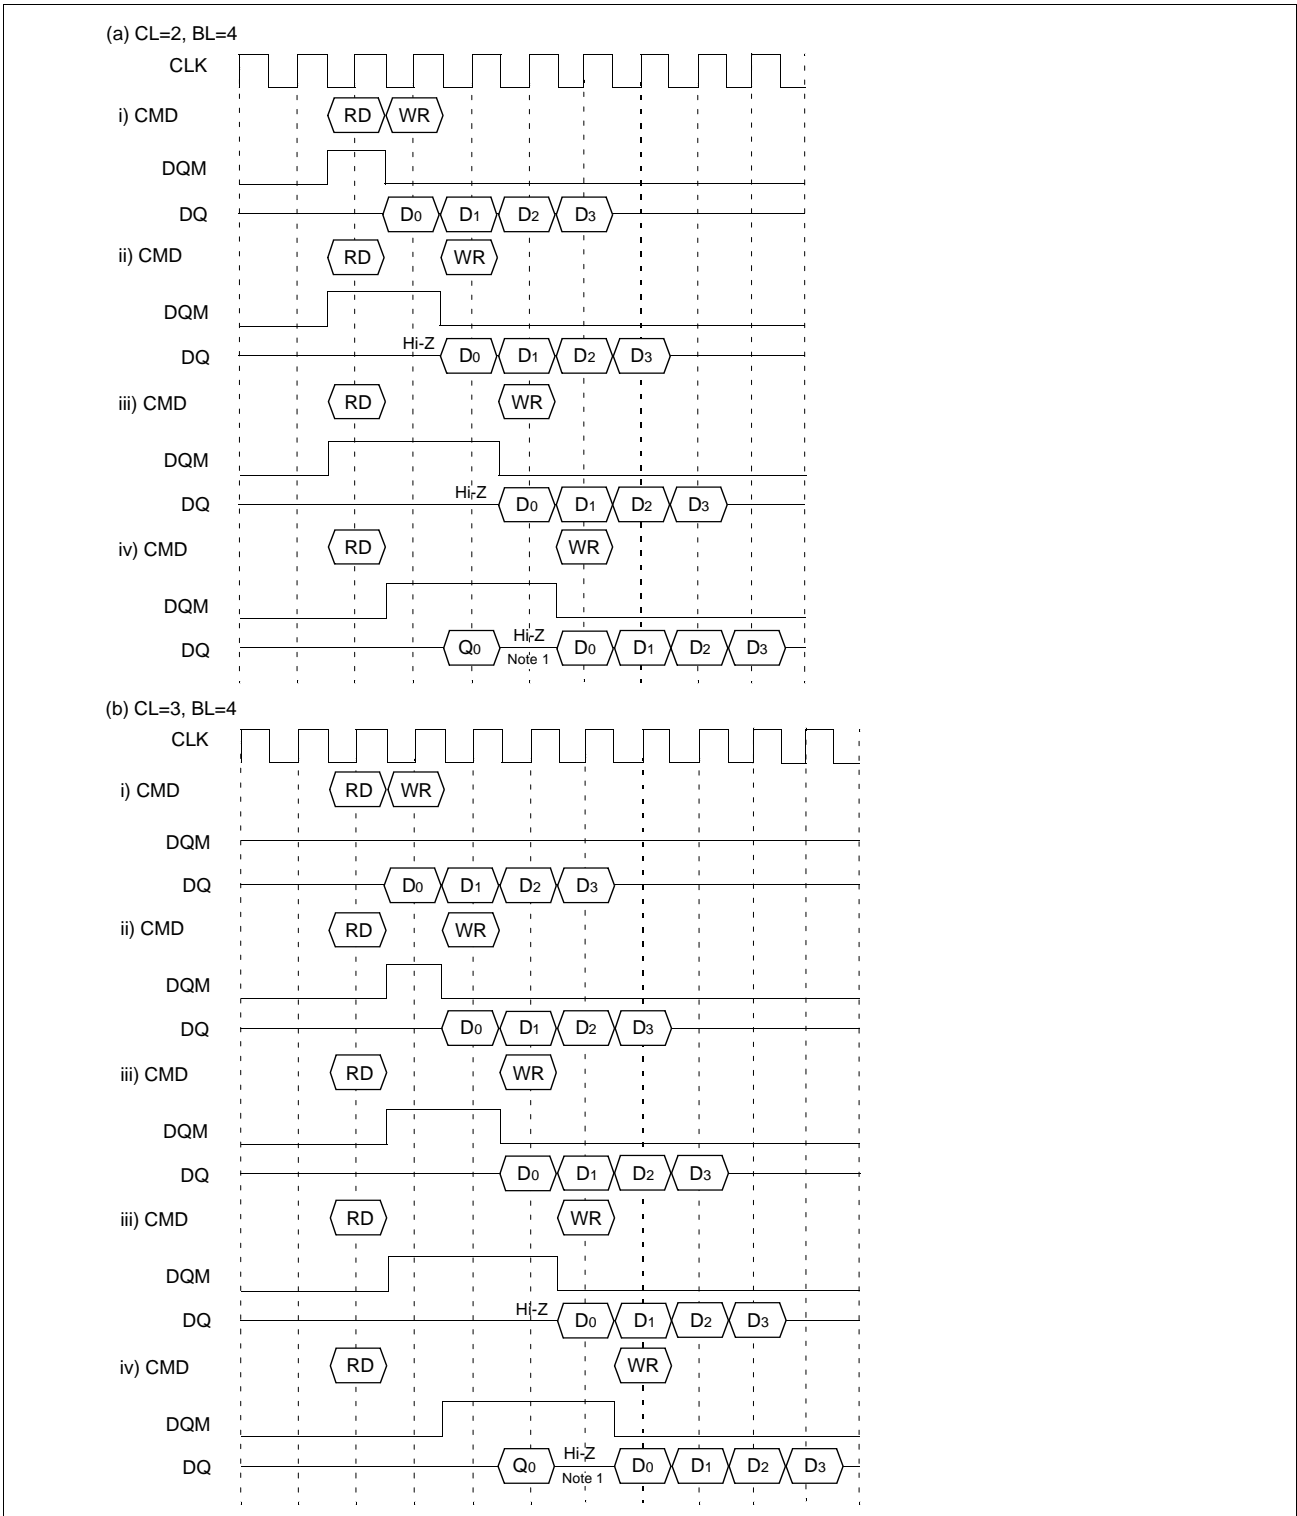 (a) CL=2, BL=4
CLK
i) CMD RD WR
DQM
DQ D0 D1 D2 D3
ii) CMD RD WR
DQM
Hi-Z
DQ D0 D1 D2 D3
iii) CMD RD WR
DQM
Hi-Z
DQ D0 D1 D2 D3
iv) CMD RD WR
DQM
Hi-Z
DQ Q0 D0 D1 D2 D3
Note 1
(b) CL=3, BL=4
CLK
i) CMD RD WR
DQM
DQ D0 D1 D2 D3
ii) CMD RD WR
DQM
DQ D0 D1 D2 D3
iii) CMD RD WR
DQM
DQ D0 D1 D2 D3
iii) CMD RD WR
DQM
Hi-Z
DQ D0 D1 D2 D3
iv) CMD RD WR
DQM
Hi-Z
DQ Q0 D0 D1 D2 D3
Note 1